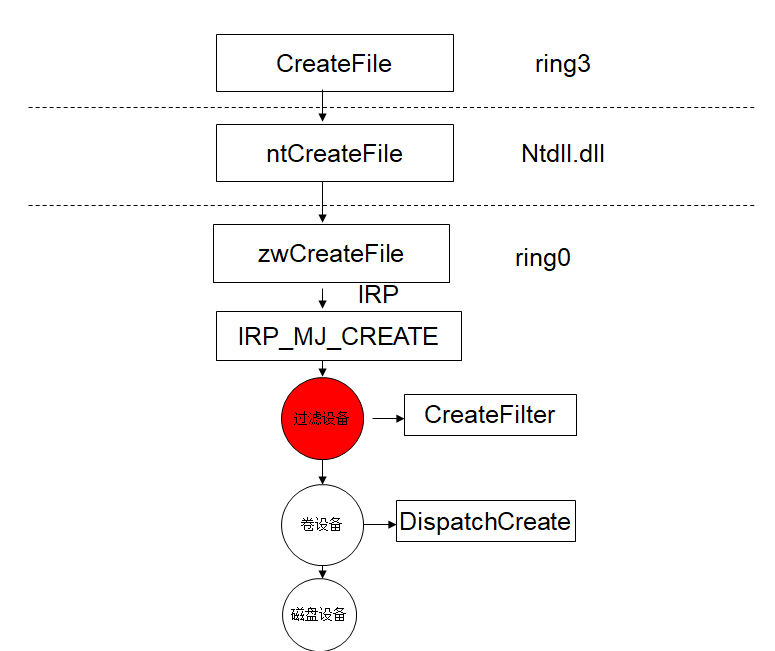 CreateFile
ring3
ntCreateFile
Ntdll.dll
zwCreateFile
ring0
IRP
IRP_MJ_CREATE
过滤设备
CreateFilter
卷设备
DispatchCreate
磁盘设备